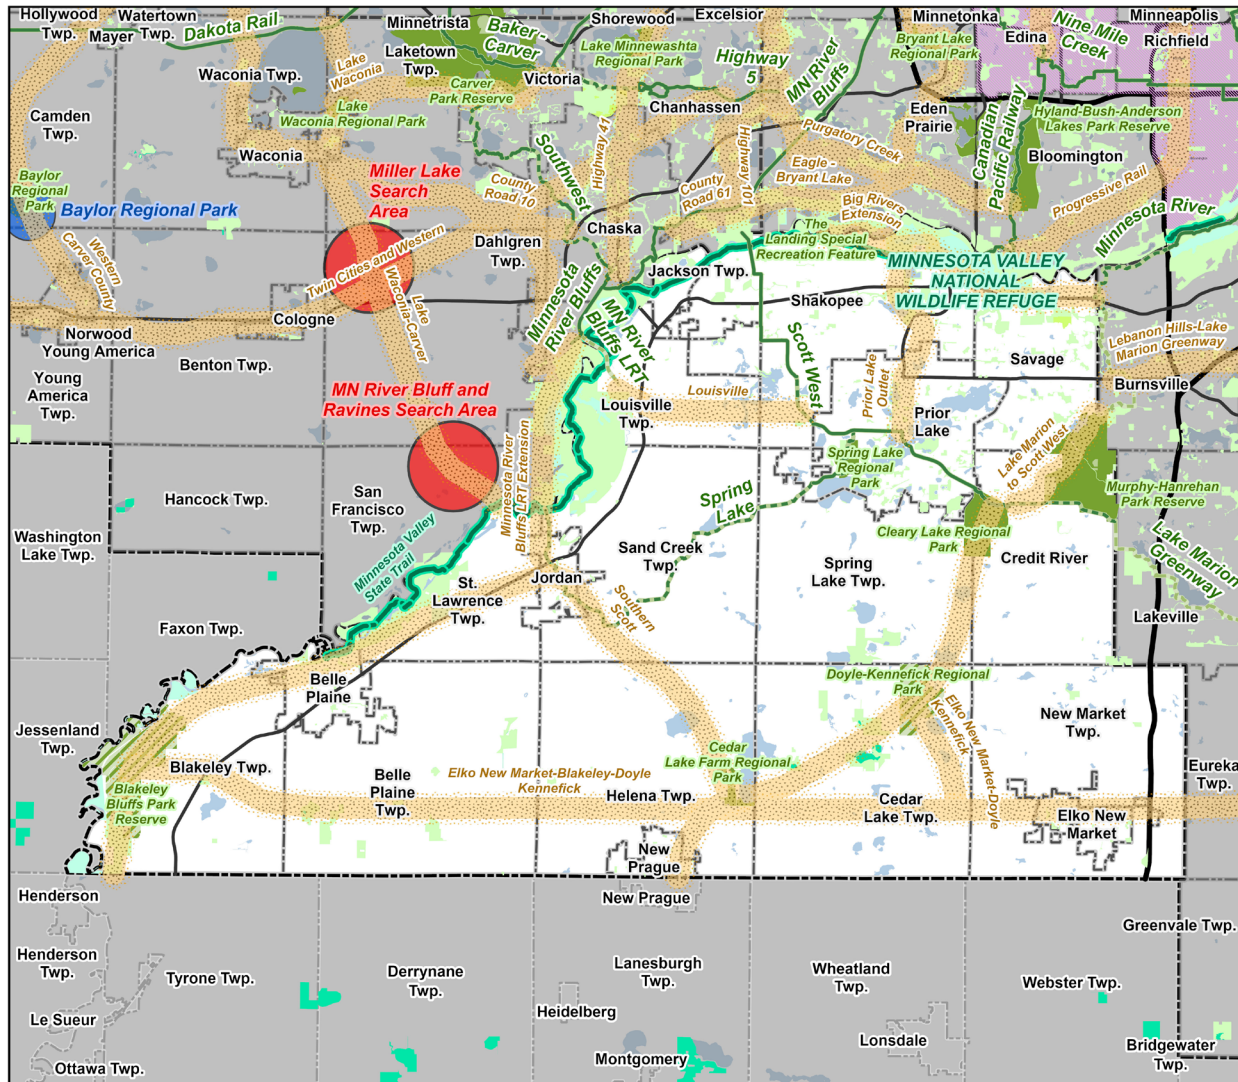 Hollywood
Twp.
Watertown
Twp.
Mayer
Dakota Rail
Minnetrista
Baker -
Carver
Shorewood
Excelsior
Minnetonka
Minneapolis
Edina
Nine Mile
Creek
Richfield
Laketown
Twp.
Lake
Waconia
Lake Minnewashta
Regional Park
Highway
5
MN River
Bluffs
Bryant Lake
Regional Park
Waconia Twp.
Victoria
Carver
Park Reserve
Chanhassen
Eden
Prairie
Canadian
Pacific Railway
Hyland-Bush-Anderson
Lakes Park Reserve
Camden
Twp.
Lake
Waconia Regional Park
Waconia
Southwest
Highway 41
Highway 101
Purgatory Creek
Eagle -
Bryant Lake
Bloomington
Baylor
Regional
Park
Baylor Regional Park
Miller Lake
Search
Area
County
Road 10
County
Road 61
Big Rivers
Extension
Progressive Rail
Minnesota River
Western
Carver County
Twin Cities and Western
Dahlgren
Twp.
Chaska
The
Landing Special
Recreation Feature
Jackson Twp.
MINNESOTA VALLEY
NATIONAL
WILDLIFE REFUGE
Minnesota
River Bluffs
MN River
Bluffs LRT
Shakopee
Lake
Waconia-Carver
Cologne
Norwood
Young America
Benton Twp.
Scott West
Savage
Lebanon Hills-Lake
Marion Greenway
Burnsville
Young
America
Twp.
MN River Bluff and
Ravines Search Area
Louisville
Louisville
Twp.
Prior Lake
Outlet
Prior
Lake
Minnesota River
Bluffs LRT Extension
Spring Lake
Regional
Park
Lake Marion
to Scott West
Murphy-Hanrehan
Park Reserve
Hancock Twp.
San
Francisco
Twp.
Spring
Lake
Washington
Lake Twp.
Minnesota Valley
State Trail
Cleary Lake Regional
Park
Lake Marion
Greenway
Sand Creek
Twp.
Spring
Lake Twp.
Credit River
Jordan
St.
Lawrence
Twp.
Southern
Scott
Lakeville
Faxon Twp.
Belle
Plaine
Doyle-Kennefick Regional
Park
Elko New Market-Doyle
Kennefick
New Market
Twp.
Jessenland
Twp.
Blakeley Twp.
Cedar
Lake Farm Regional
Park
Eureka
Twp.
Blakeley
Bluffs Park
Reserve
Belle
Plaine
Twp.
Elko New Market-Blakeley-Doyle
Kennefick
Helena Twp.
Cedar
Lake Twp.
Elko New
Market
New
Prague
Henderson
New Prague
Greenvale Twp.
Henderson
Twp.
Tyrone Twp.
Derrynane
Twp.
Lanesburgh
Twp.
Wheatland
Twp.
Webster Twp.
Le Sueur
Heidelberg
Lonsdale
Ottawa Twp.
Montgomery
Bridgewater
Twp.